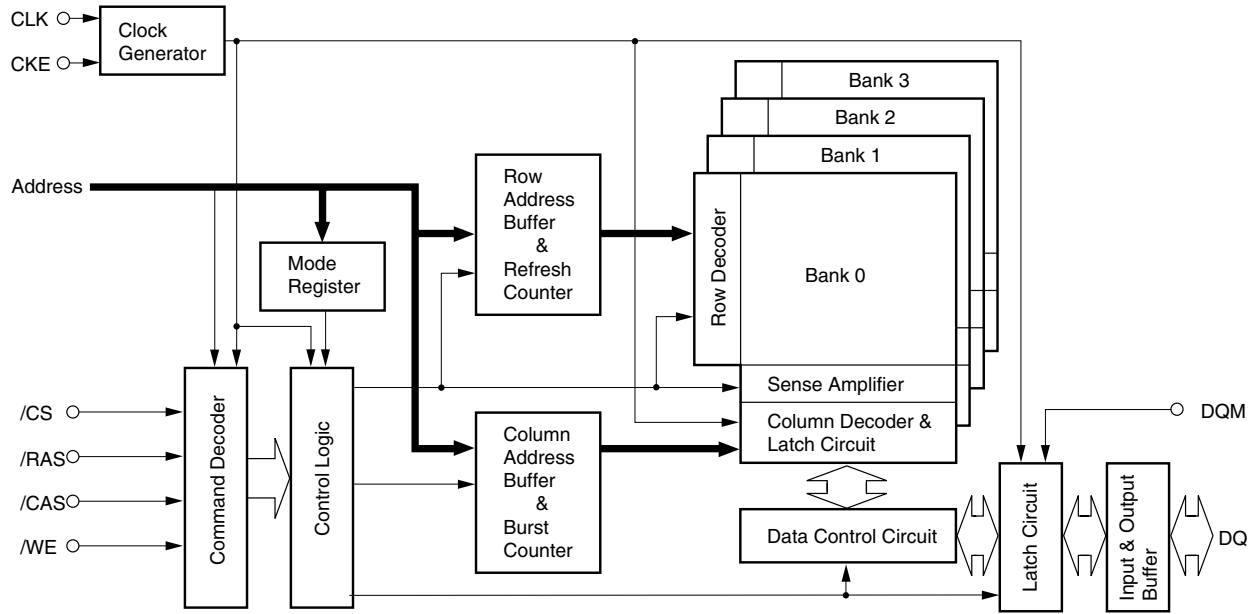 CLK
CKE
Clock
Generator
Bank 3
Bank 2
Bank 1
Address
Row
Address
Buffer
&
Refresh
Counter
Row Decoder
Bank 0
Mode
Register
Sense Amplifier
Column Decoder &
Latch Circuit
/CS
/RAS
/CAS
/WE
Command Decoder
Control Logic
Column
Address
Buffer
&
Burst
Counter
DQM
Data Control Circuit
Latch Circuit
Input & Output
Buffer
DQ